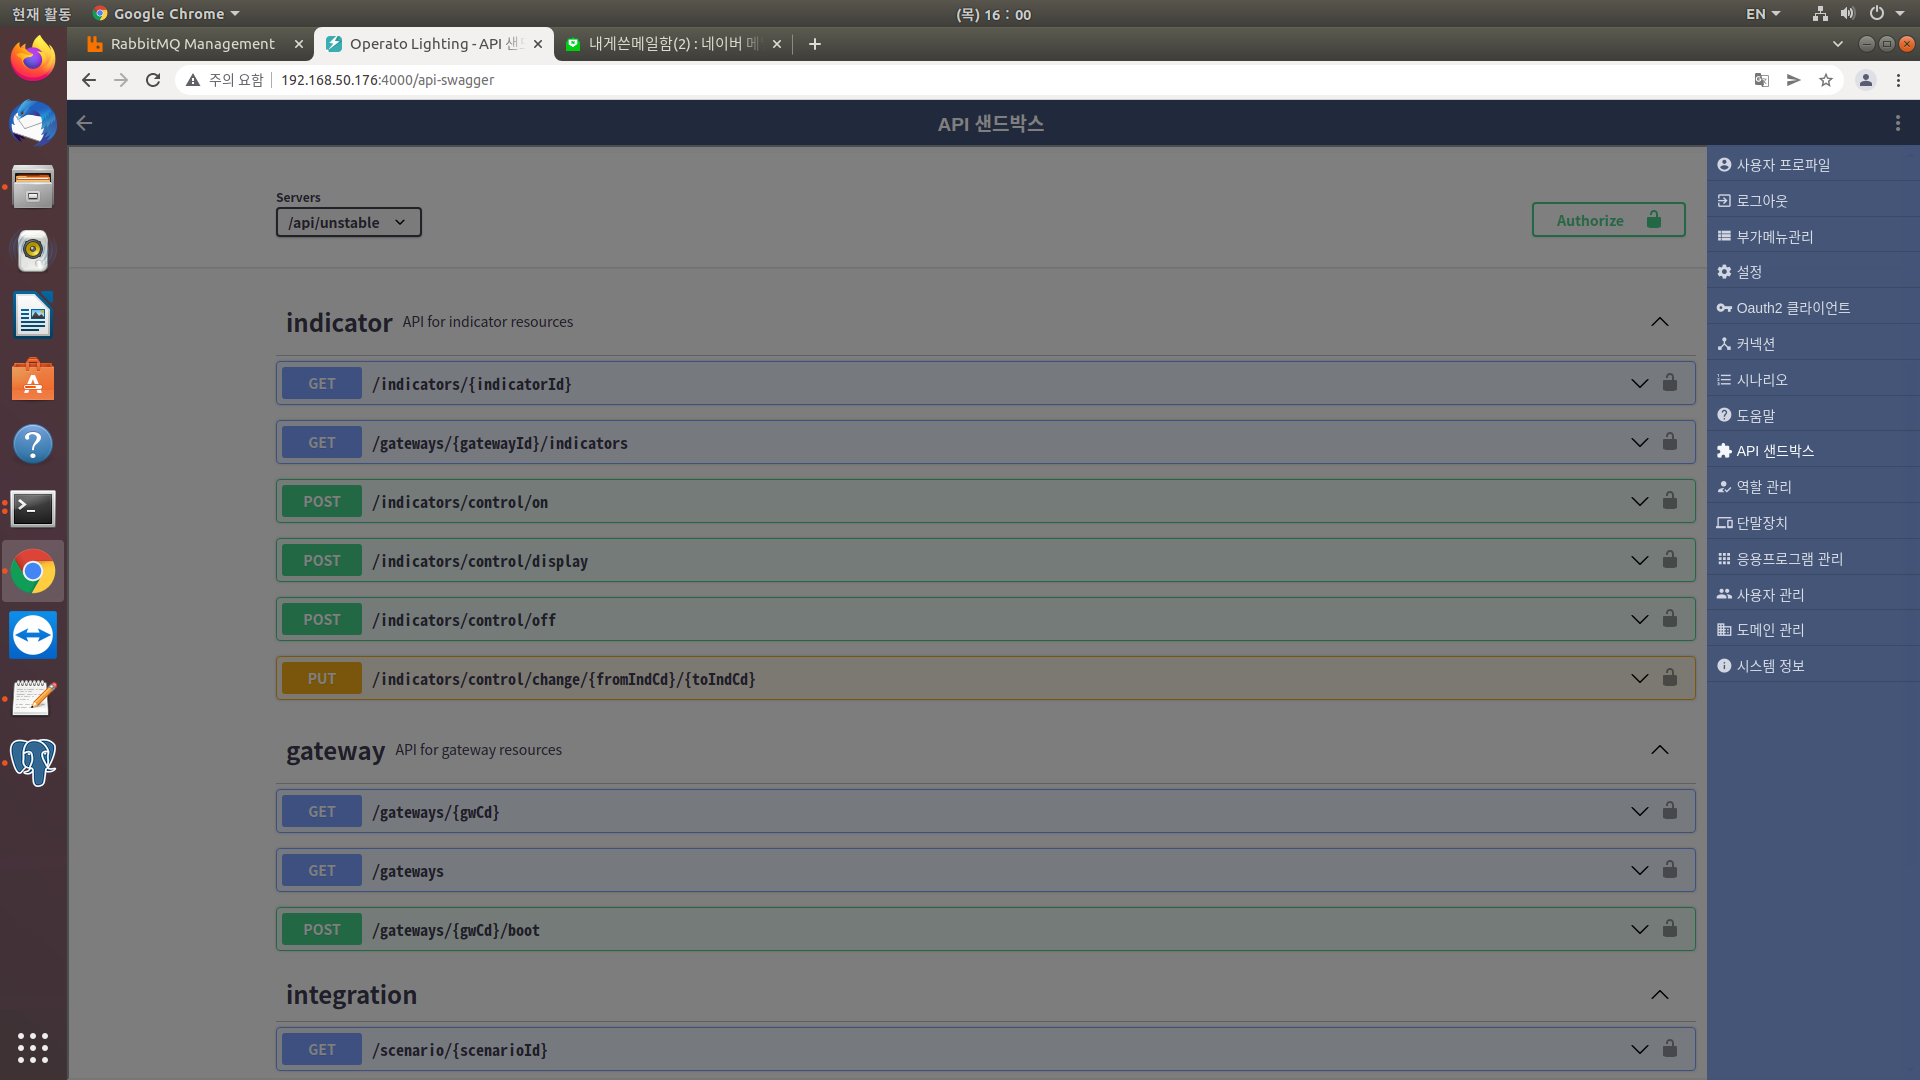 현재 활동
Google Chrome
(목) 16 : 00
EN
RabbitMQ Management
Operato Lighting - API 샌
내게쓴메일함(2) : 네이버 메
주의 요함
192.168.50.176:4000/api-swagger
API 샌드박스
Servers
/api/unstable
Authorize
indicator
API for indicator resources
GET /indicators/{indicatorId}
GET /gateways/{gatewayId}/indicators
POST /indicators/control/on
POST /indicators/control/display
POST /indicators/control/off
PUT /indicators/control/change/{fromIndCd}/{toIndCd}
gateway
API for gateway resources
GET /gateways/{gwCd}
GET /gateways
POST /gateways/{gwCd}/boot
integration
GET /scenario/{scenarioId}
사용자 프로파일
로그아웃
부가메뉴관리
설정
Oauth2 클라이언트
커넥션
시나리오
도움말
API 샌드박스
역할 관리
단말장치
응용프로그램 관리
사용자 관리
도메인 관리
시스템 정보